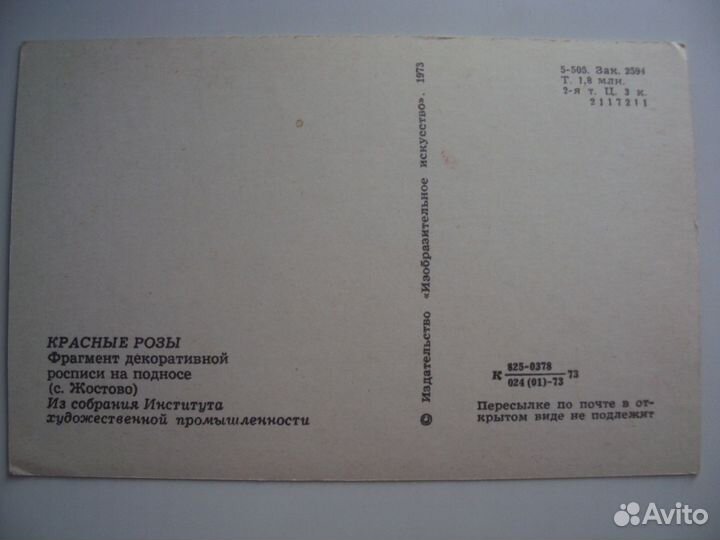 КРАСНЫЕ РОЗЫ
Фрагмент декоративной
росписи на подносе
(с. Жостово)
Из собрания Института
художественной промышленности
© Издательство «Изобразительное искусство». 1973
5-505. Зак. 2594
Т. 1,8 млн.
2-я т. Ц. 3 к.
2117211
К 825-0378 73
024 (01)-73
Пересылке по почте в от-
крытом виде не подлежит
Avito